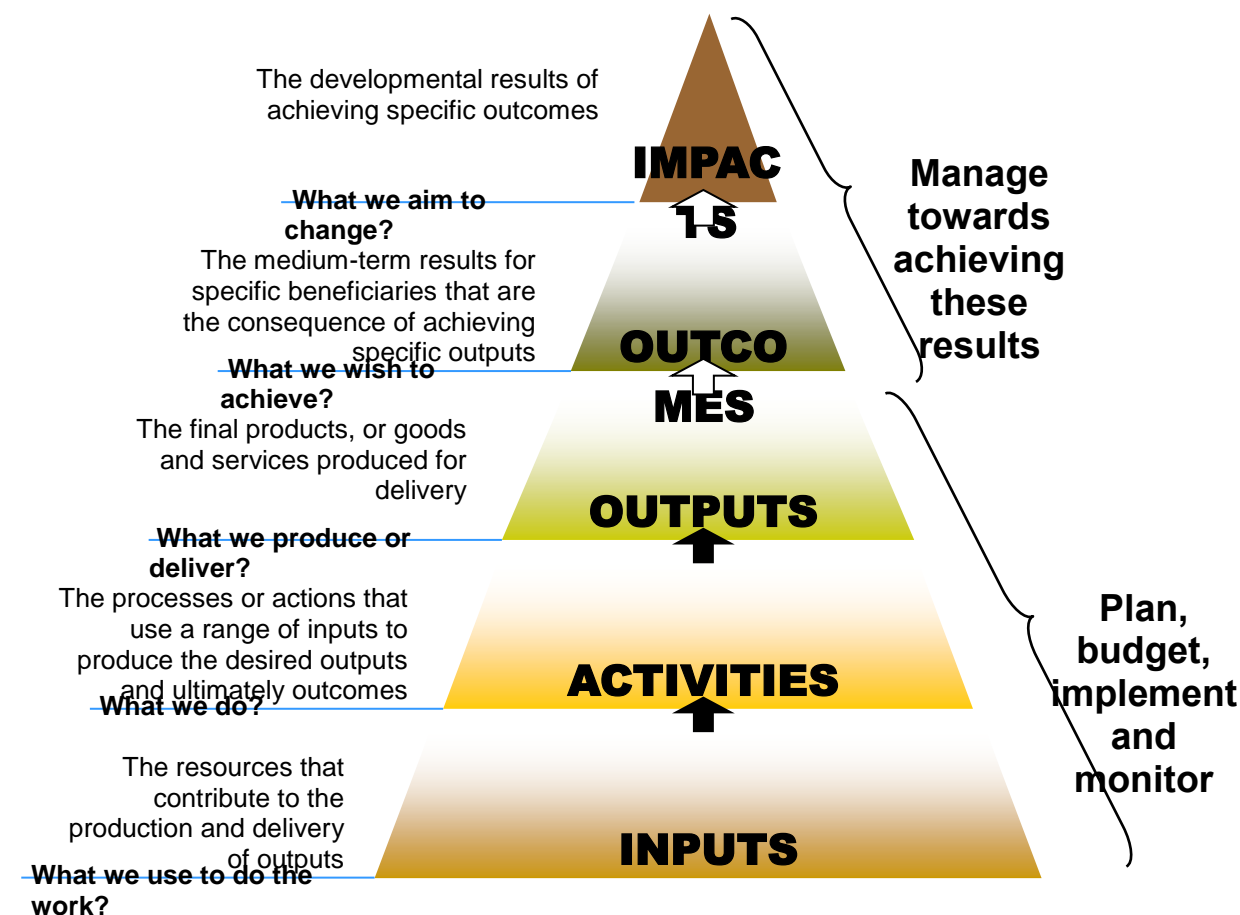 The developmental results of
achieving specific outcomes
IMPAC
TS
What we aim to
change?
The medium-term results for
specific beneficiaries that are
the consequence of achieving
specific outputs
OUTCO
MES
What we wish to
achieve?
The final products, or goods
and services produced for
delivery
OUTPUTS
What we produce or
deliver?
The processes or actions that
use a range of inputs to
produce the desired outputs
and ultimately outcomes
ACTIVITIES
What we do?
The resources that
contribute to the
production and delivery
of outputs
INPUTS
What we use to do the
work?
Manage
towards
achieving
these
results
Plan,
budget,
implement
and
monitor